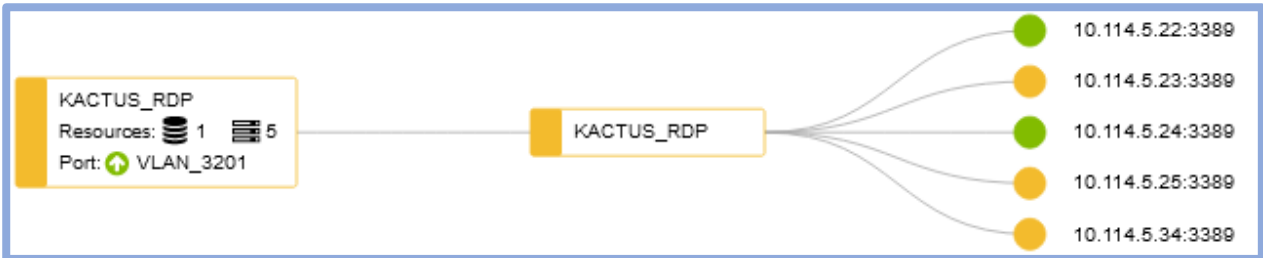 KACTUS_RDP
Resources: 1 5
Port: VLAN_3201
KACTUS_RDP
10.114.5.22:3389
10.114.5.23:3389
10.114.5.24:3389
10.114.5.25:3389
10.114.5.34:3389